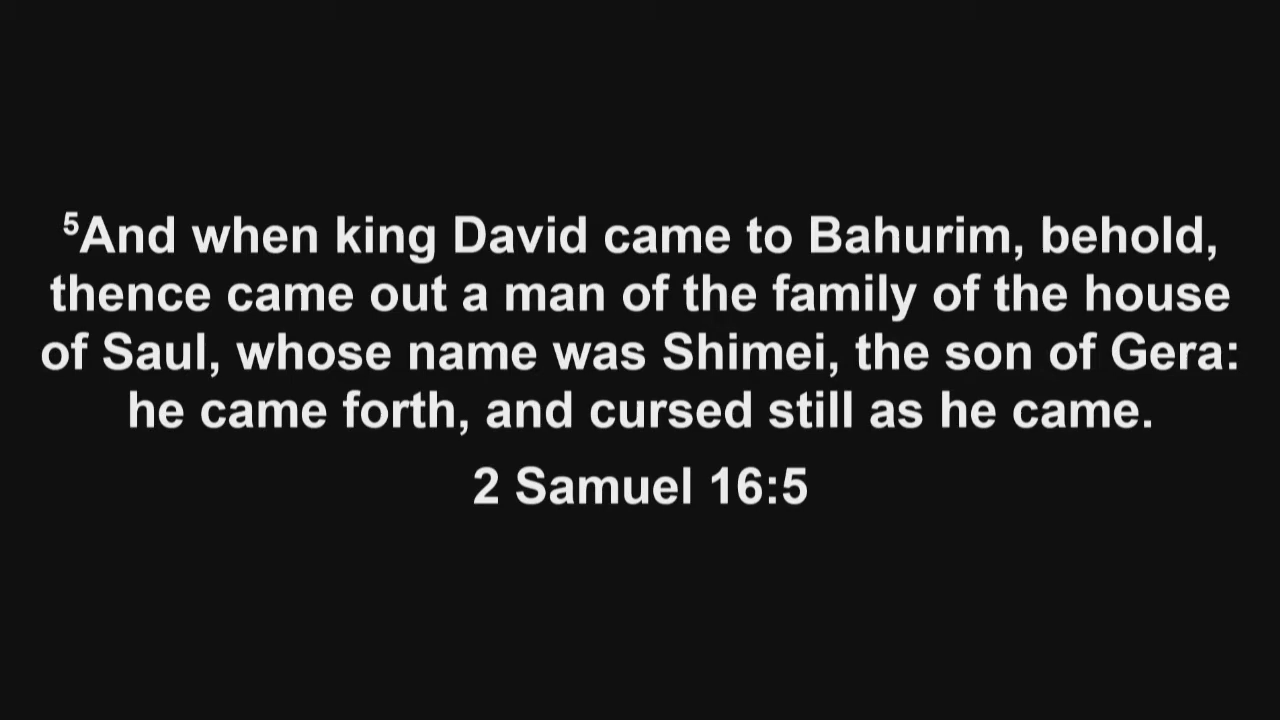 ⁵And when king David came to Bahurim, behold,
thence came out a man of the family of the house
of Saul, whose name was Shimei, the son of Gera:
he came forth, and cursed still as he came.
2 Samuel 16:5